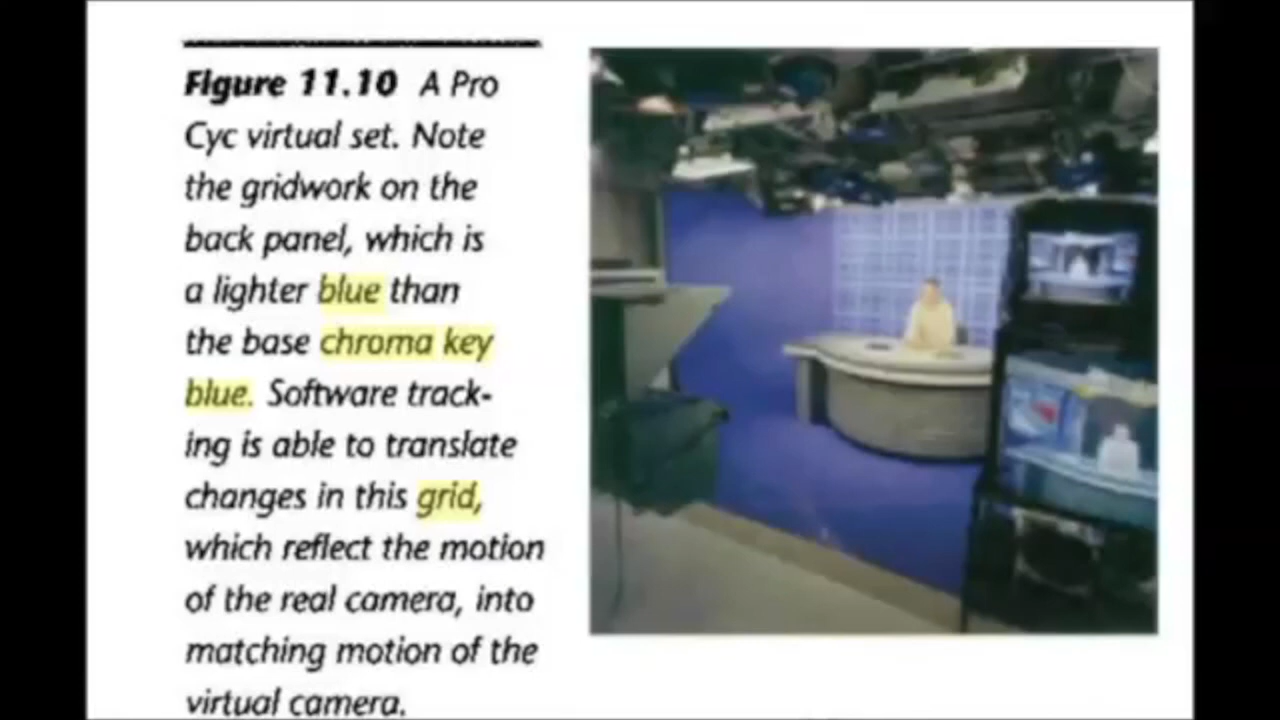 Figure 11.10 A Pro
Cyc virtual set. Note
the gridwork on the
back panel, which is
a lighter blue than
the base chroma key
blue. Software track-
ing is able to translate
changes in this grid,
which reflect the motion
of the real camera, into
matching motion of the
virtual camera.